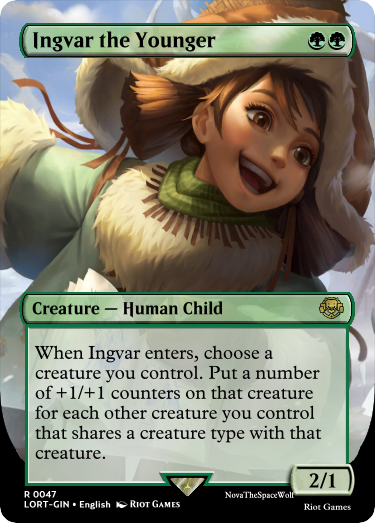 Ingvar the Younger
Creature — Human Child
When Ingvar enters, choose a
creature you control. Put a number
of +1/+1 counters on that creature
for each other creature you control
that shares a creature type with that
creature.
2/1
R 0047
LORT-GIN • English RIOT GAMES
NovaTheSpaceWolf
Riot Games